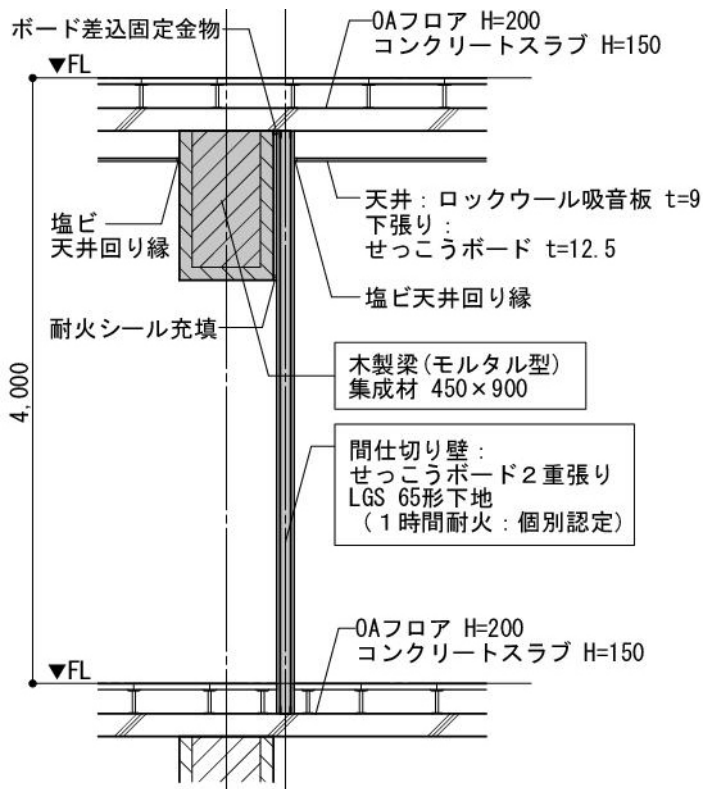 ボード差込固定金物
OAフロア H=200
コンクリートスラブ H=150
▼FL
塩ビ
天井回り縁
天井：ロックウール吸音板 t=9
下張り：
せっこうボード t=12.5
塩ビ天井回り縁
耐火シール充填
木製梁(モルタル型)
集成材 450×900
4,000
間仕切り壁：
せっこうボード２重張り
LGS 65形下地
（１時間耐火：個別認定）
OAフロア H=200
コンクリートスラブ H=150
▼FL